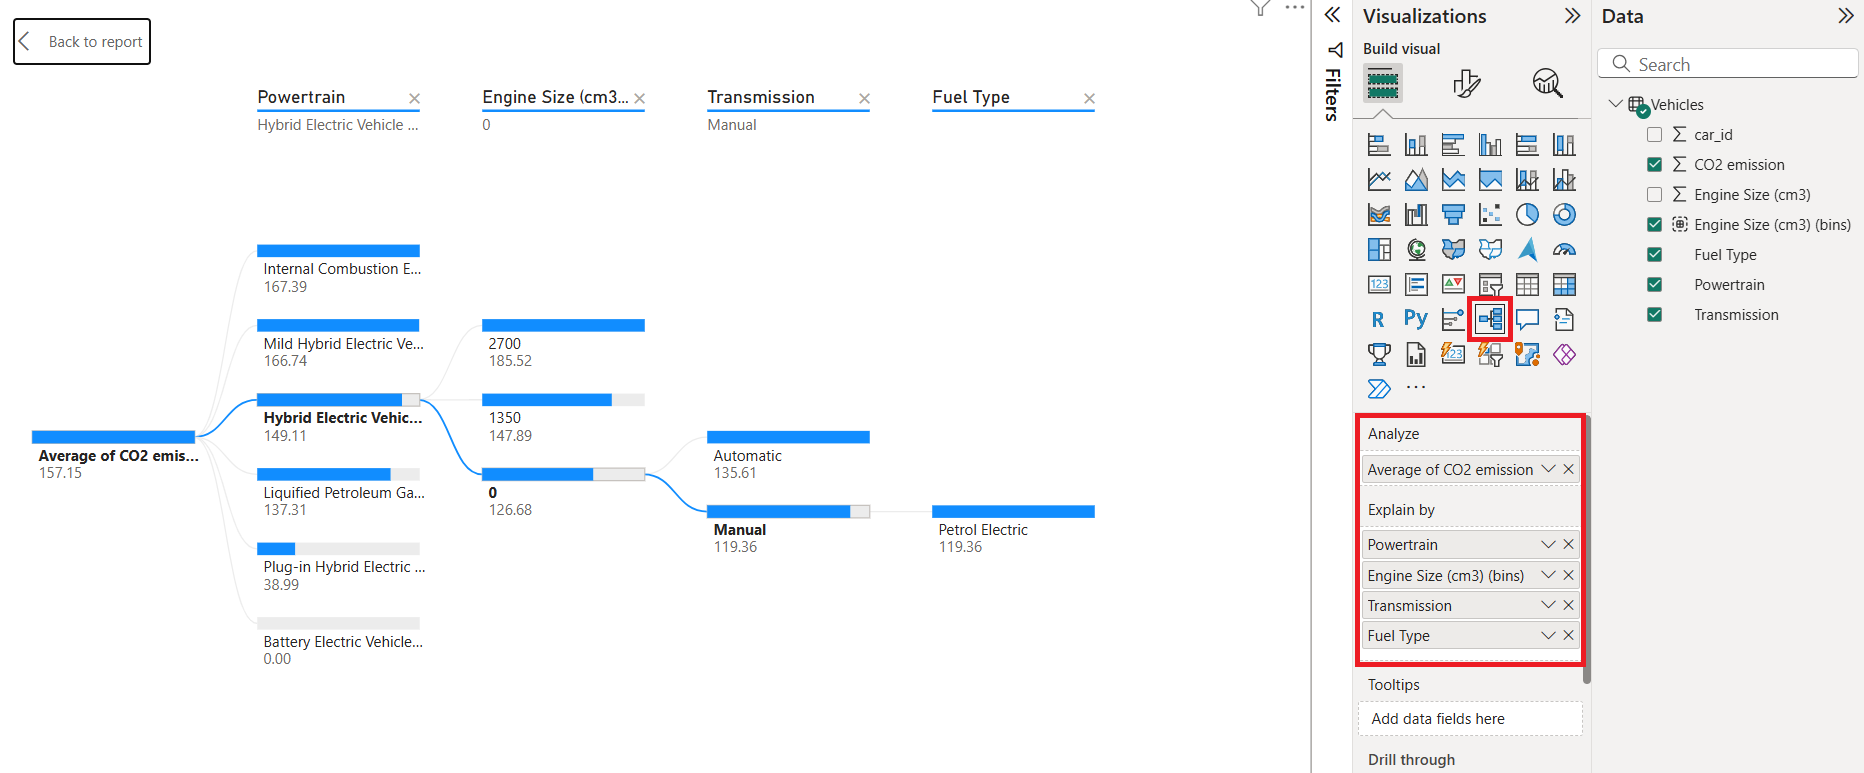 Back to report
Powertrain
Hybrid Electric Vehicle ...
Engine Size (cm3...
0
Transmission
Manual
Fuel Type
Average of CO2 emis...
157.15
Internal Combustion E...
167.39
Mild Hybrid Electric Ve...
166.74
Hybrid Electric Vehic...
149.11
Liquified Petroleum Ga...
137.31
Plug-in Hybrid Electric ...
38.99
Battery Electric Vehicle...
0.00
2700
185.52
1350
147.89
0
126.68
Automatic
135.61
Manual
119.36
Petrol Electric
119.36
Filters
Visualizations
Build visual
123
R
Py
123
Analyze
Average of CO2 emission
Explain by
Powertrain
Engine Size (cm3) (bins)
Transmission
Fuel Type
Tooltips
Add data fields here
Drill through
Data
Search
Vehicles
car_id
CO2 emission
Engine Size (cm3)
Engine Size (cm3) (bins)
Fuel Type
Powertrain
Transmission